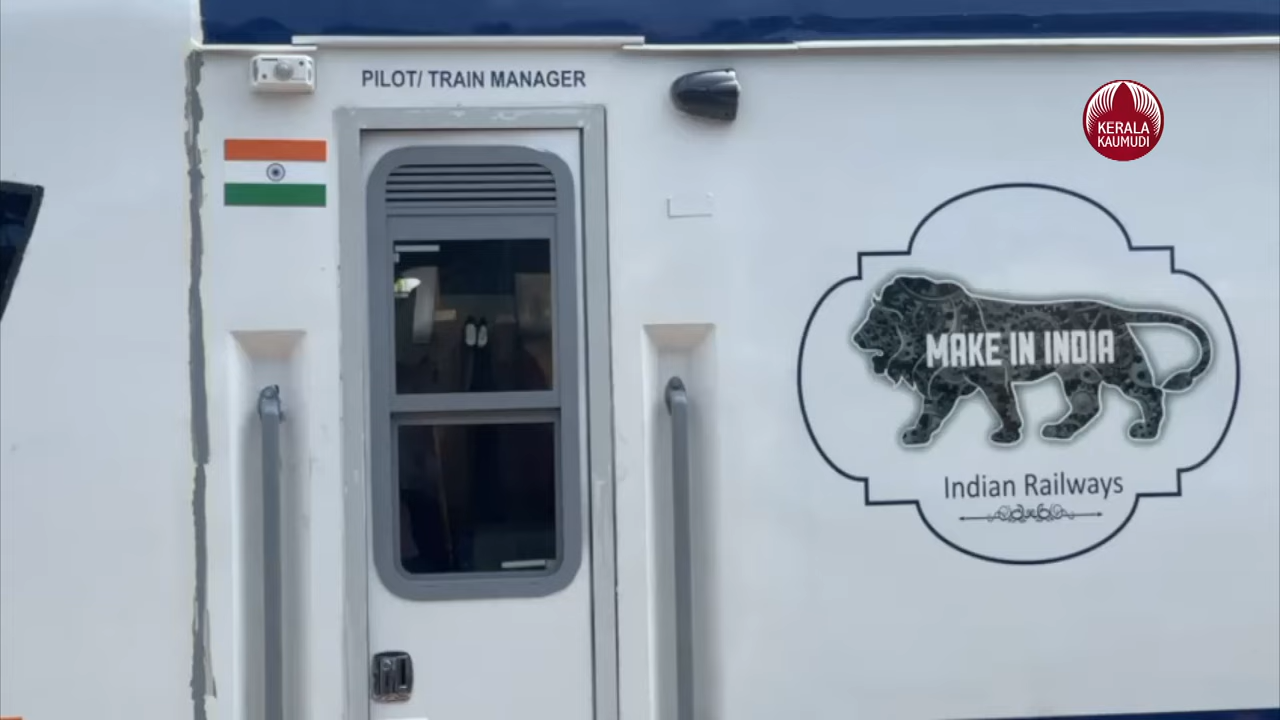 PILOT/ TRAIN MANAGER
KERALA
KAUMUDI
MAKE IN INDIA
Indian Railways